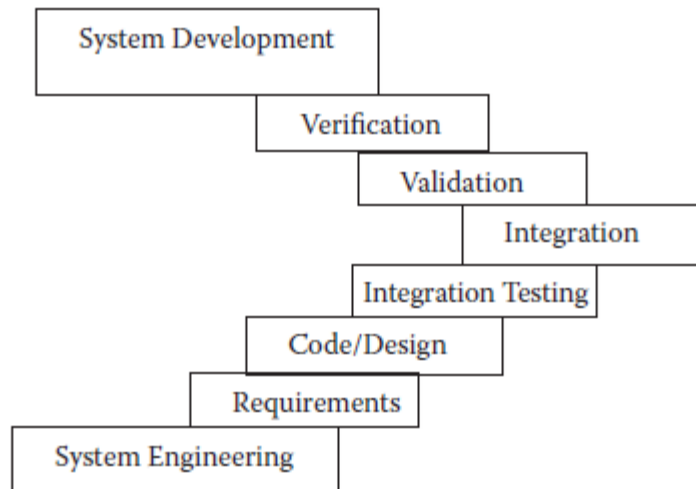 System Development
Verification
Validation
Integration
Integration Testing
Code/Design
Requirements
System Engineering